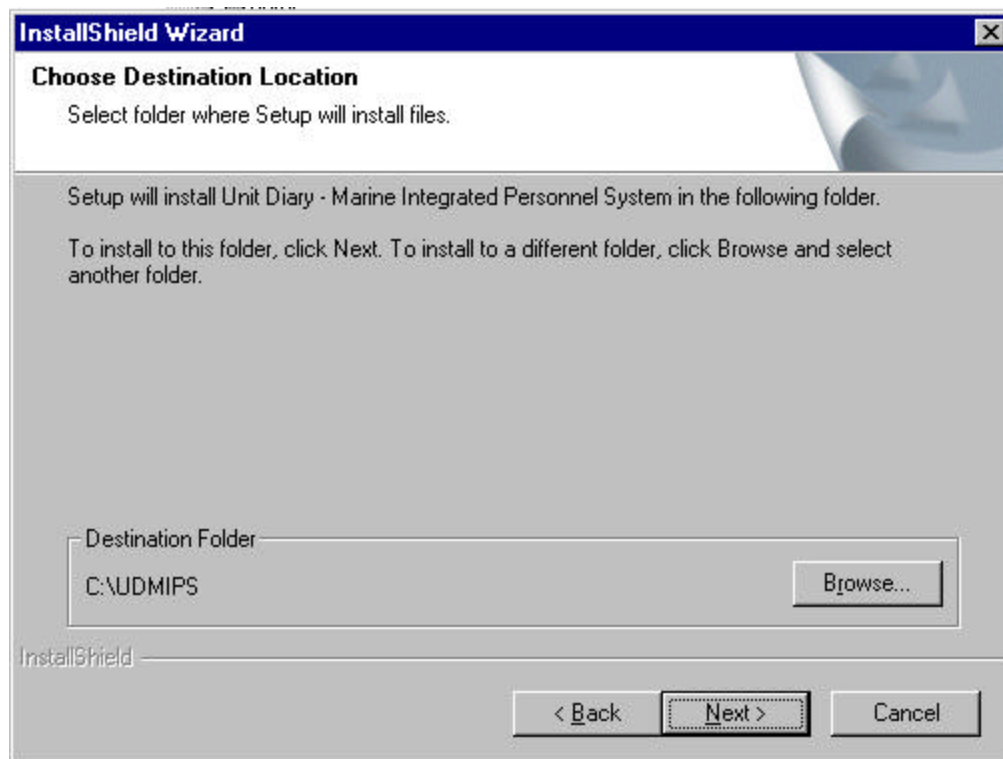 InstallShield Wizard
Choose Destination Location
Select folder where Setup will install files.
Setup will install Unit Diary - Marine Integrated Personnel System in the following folder.
To install to this folder, click Next. To install to a different folder, click Browse and select
another folder.
Destination Folder
C:\UDMIPS
Browse...
InstallShield
< Back
Next >
Cancel